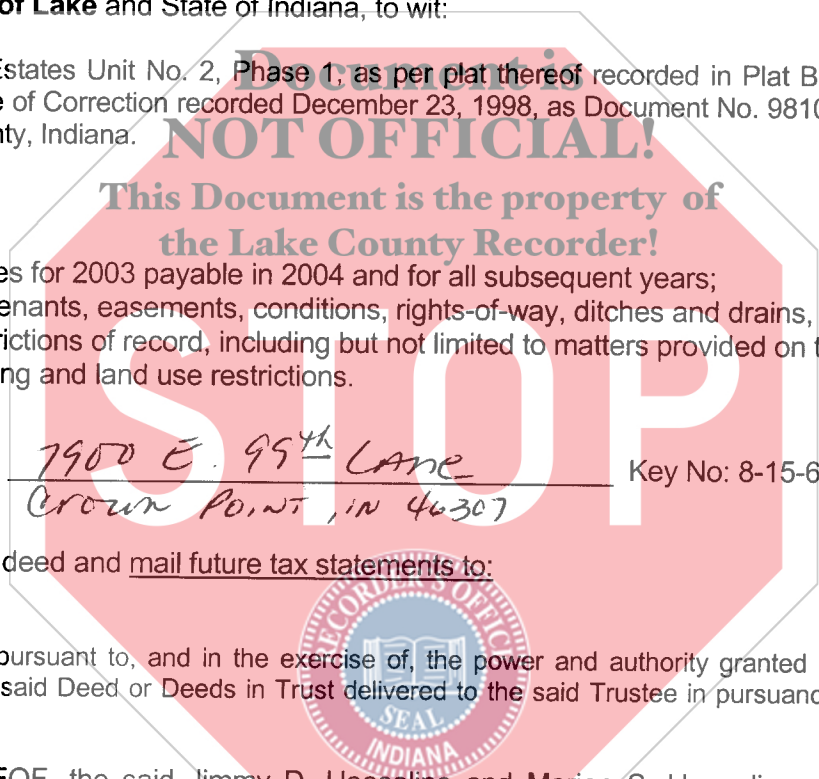 of Lake and State of Indiana, to wit:
Estates Unit No. 2, Phase 1, as per plat thereof recorded in Plat B
Document is
of Correction recorded December 23, 1998, as Document No. 9810
NOT OFFICIAL!
nty, Indiana.
This Document is the property of
the Lake County Recorder!
es for 2003 payable in 2004 and for all subsequent years;
enants, easements, conditions, rights-of-way, ditches and drains,
ictions of record, including but not limited to matters provided on t
ng and land use restrictions.
STOP
7900 E. 99th LANE
Key No: 8-15-6
Crown Point, IN 46307
deed and mail future tax statements to:
RECORDER'S OFFICE
pursuant to, and in the exercise of, the power and authority granted
said Deed or Deeds in Trust delivered to the said Trustee in pursuanc
SEAL
INDIANA
EOF, the said Jimmy D.